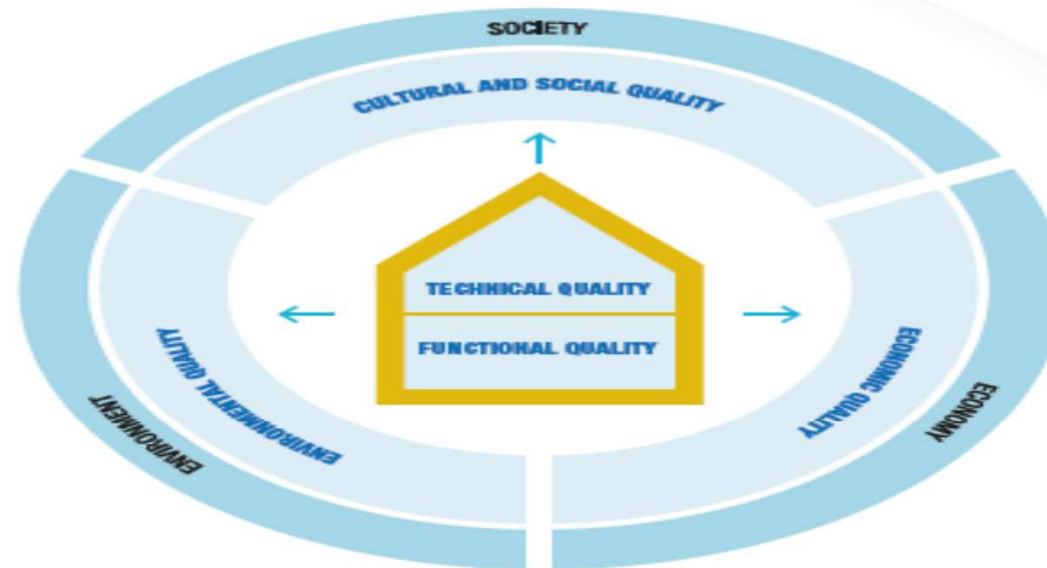 SOCIETY
CULTURAL AND SOCIAL QUALITY
TECHNICAL QUALITY
FUNCTIONAL QUALITY
ENVIRONMENTAL QUALITY
ENVIRONMENT
ECONOMIC QUALITY
ECONOMY